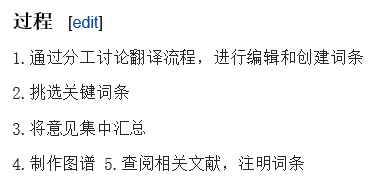 过程 [edit]
1.通过分工讨论翻译流程，进行编辑和创建词条
2.挑选关键词条
3.将意见集中汇总
4.制作图谱 5.查阅相关文献，注明词条